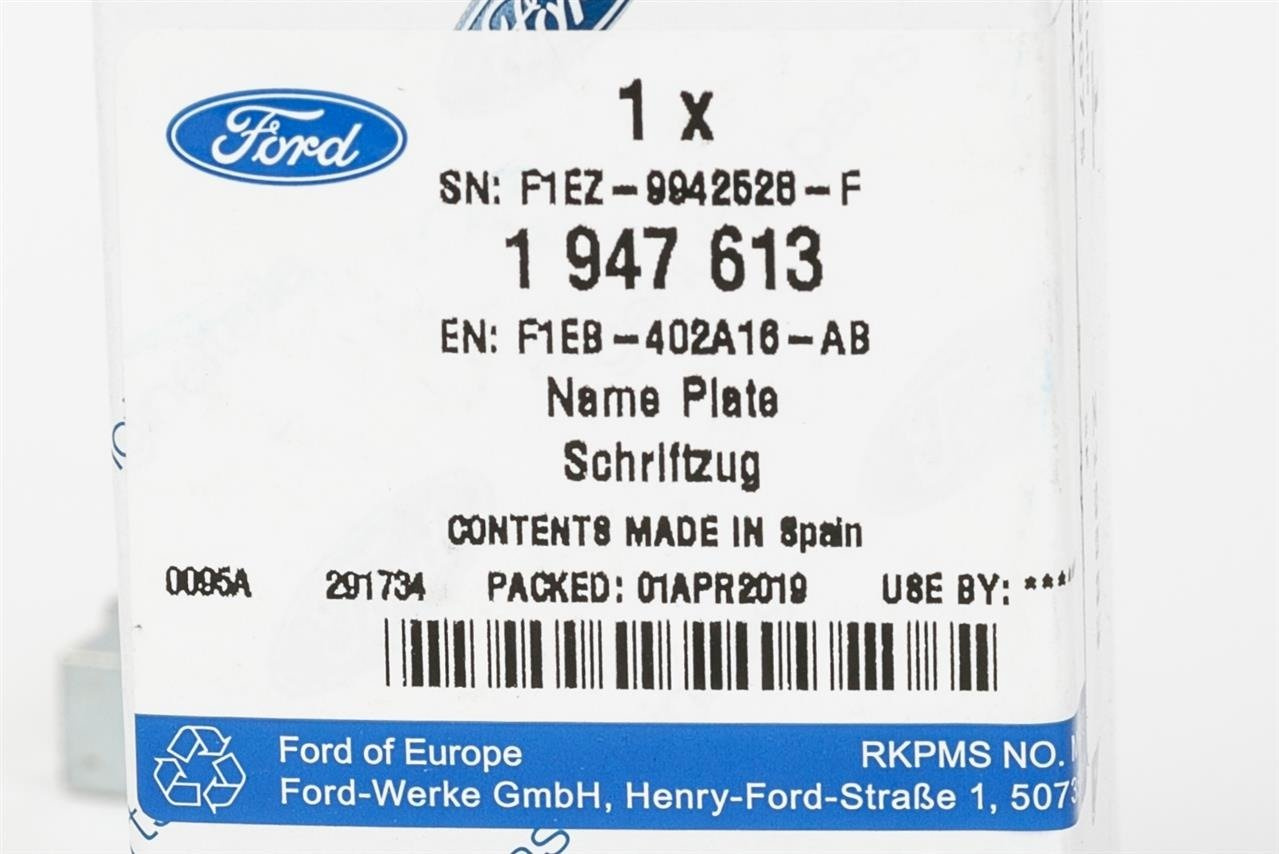 Ford
1 x
SN: F1EZ-9942528-F
1 947 613
EN: F1EB-402A16-AB
Name Plate
Schriftzug
CONTENTS MADE IN Spain
0095A 291734 PACKED: 01APR2019 USE BY: ****
Ford of Europe RKPMS NO.
Ford-Werke GmbH, Henry-Ford-Straße 1, 5073